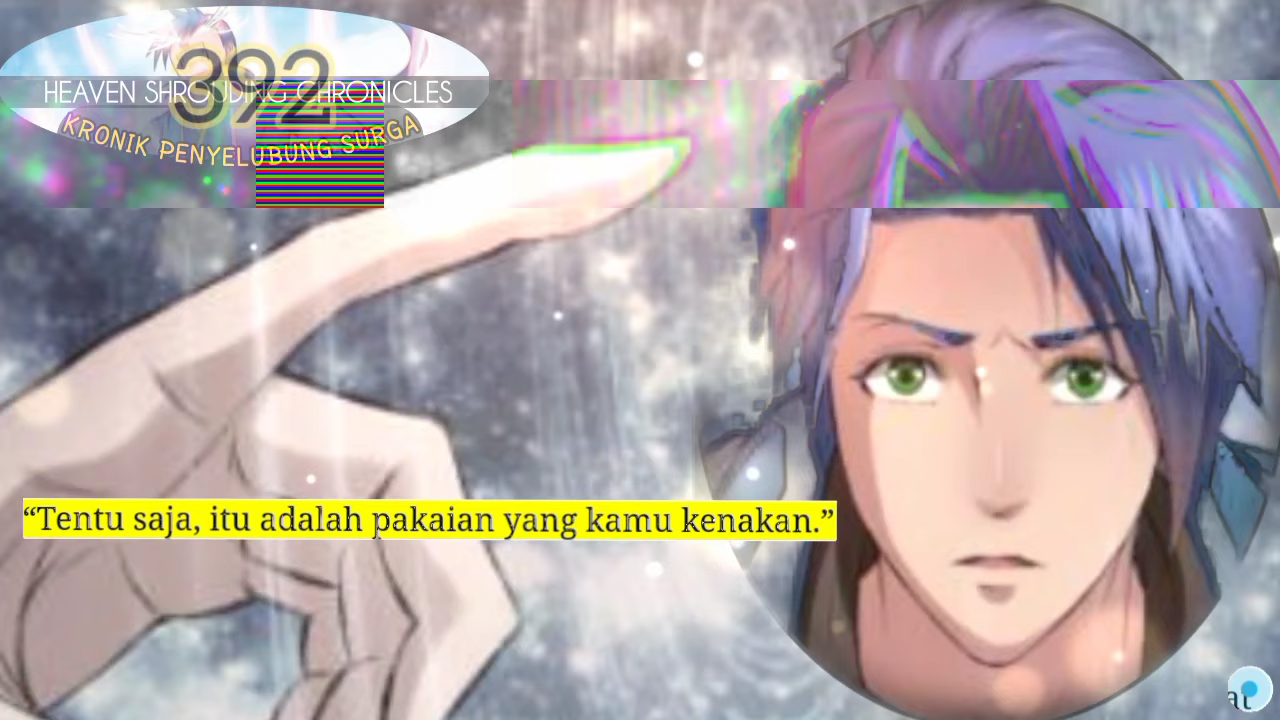 392
HEAVEN SHROUDING CHRONICLES
KRONIK PENYELUBUNG SURGA
“Tentu saja, itu adalah pakaian yang kamu kenakan.”